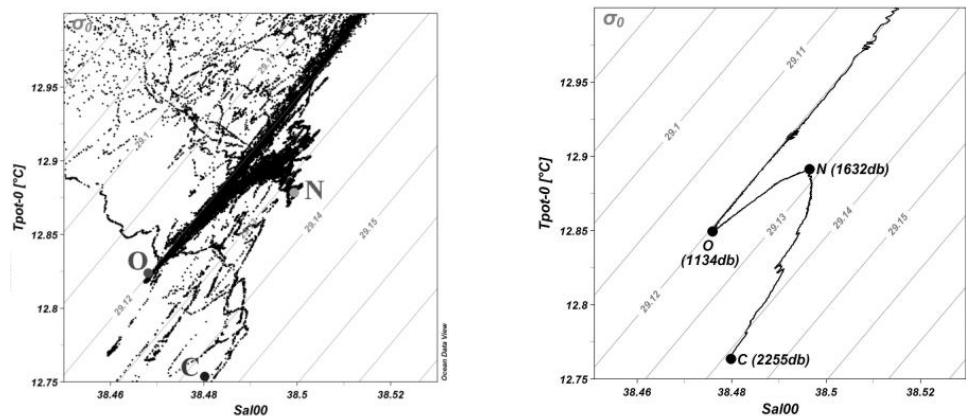 σ₀
13
12.95
12.9
12.85
12.8
12.75
38.46
38.48
38.5
38.52
Tpot-0 [°C]
Sal00
29.1
29.1
29.12
29.14
29.15
O
N
C
Ocean Data View
σ₀
12.95
12.9
12.85
12.8
12.75
38.46
38.48
38.5
38.52
Tpot-0 [°C]
Sal00
29.11
29.1
29.13
29.14
29.15
29.12
N (1632db)
O
(1134db)
C (2255db)